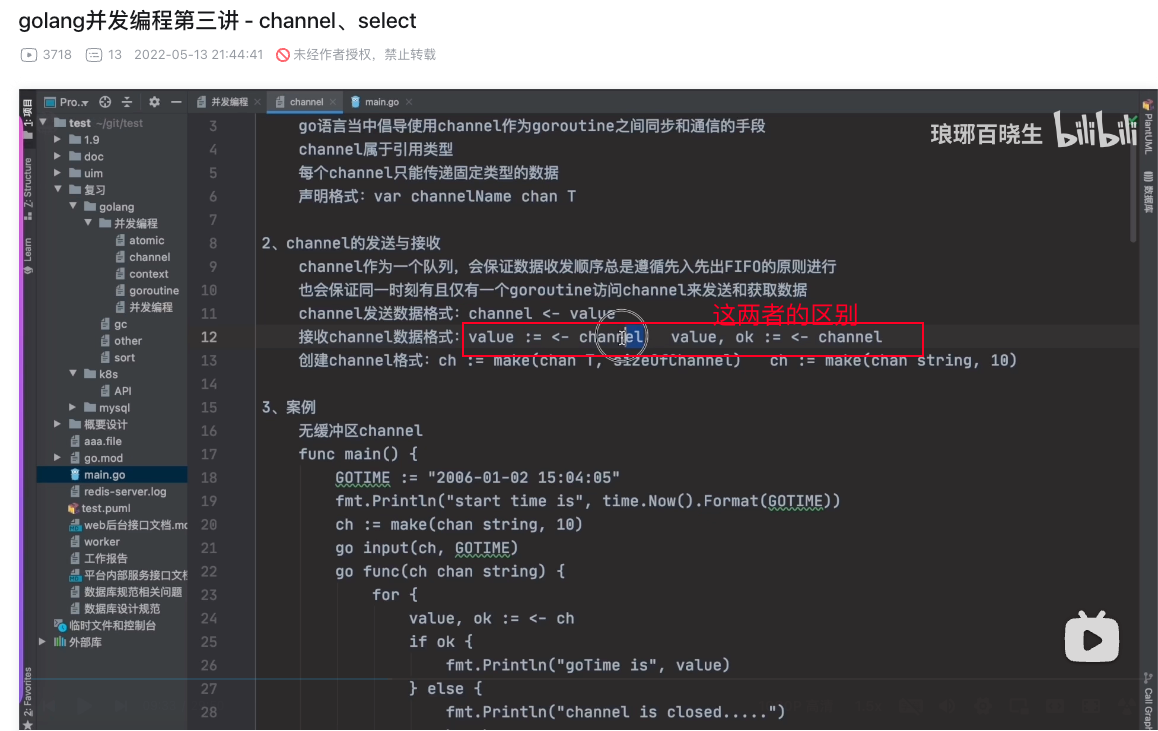 golang并发编程第三讲 - channel、select
3718 13 2022-05-13 21:44:41 未经作者授权，禁止转载
1: 项目
Z: Structure
Learn
2: Favorites
Pro..
test ~/git/test
1.9
doc
uim
复习
golang
并发编程
atomic
channel
context
goroutine
并发编程
gc
other
sort
k8s
API
mysql
概要设计
aaa.file
go.mod
main.go
redis-server.log
test.puml
web后台接口文档.mc
worker
工作报告
平台内部服务接口文档
数据库规范相关问题
数据库设计规范
临时文件和控制台
外部库
并发编程 channel main.go
琅琊百晓生 bilibili
3 go语言当中倡导使用channel作为goroutine之间同步和通信的手段
4 channel属于引用类型
5 每个channel只能传递固定类型的数据
6 声明格式：var channelName chan T
7
8 2、channel的发送与接收
9 channel作为一个队列，会保证数据收发顺序总是遵循先入先出FIFO的原则进行
10 也会保证同一时刻有且仅有一个goroutine访问channel来发送和获取数据
11 channel发送数据格式：channel <- value
这两者的区别
12 接收channel数据格式：value := <- channel value, ok := <- channel
13 创建channel格式：ch := make(chan T, sizeOfChannel) ch := make(chan string, 10)
14
15 3、案例
16 无缓冲区channel
17 func main() {
18 GOTIME := "2006-01-02 15:04:05"
19 fmt.Println("start time is", time.Now().Format(GOTIME))
20 ch := make(chan string, 10)
21 go input(ch, GOTIME)
22 go func(ch chan string) {
23 for {
24 value, ok := <- ch
25 if ok {
26 fmt.Println("goTime is", value)
27 } else {
28 fmt.Println("channel is closed.....")
PlantUML
数据库
Call Graph